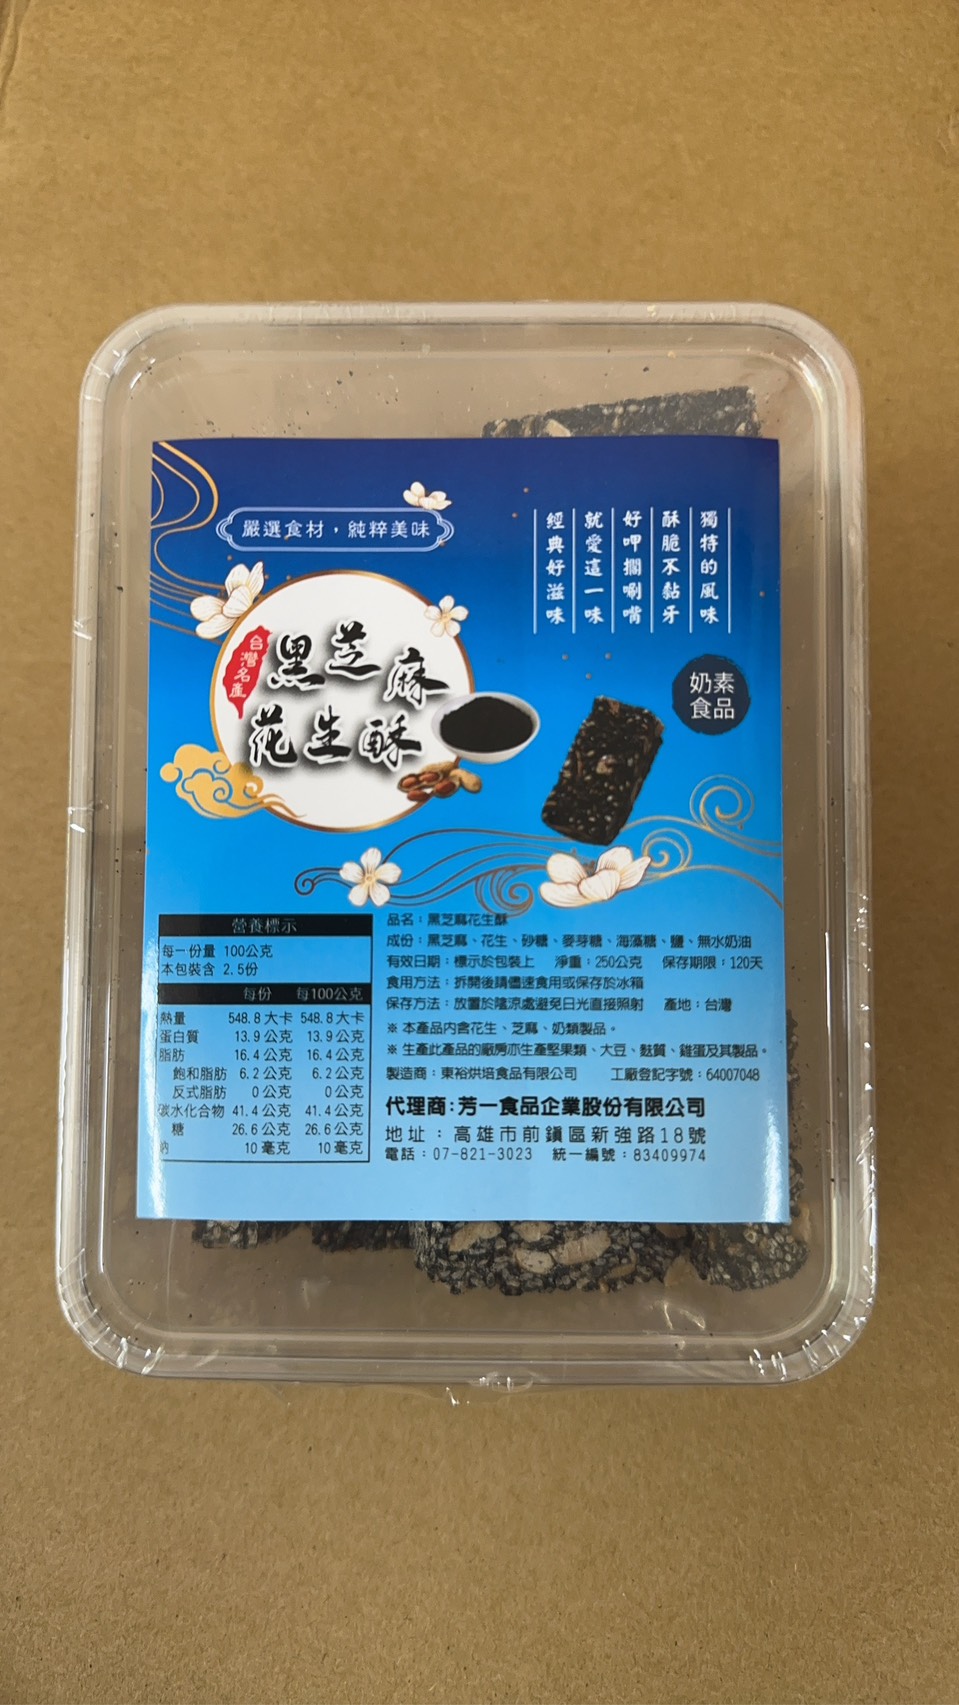 嚴選食材，純粹美味
獨特的風味
酥脆不黏牙
好呷擱唰嘴
就愛這一味
經典好滋味
台灣名產
黑芝麻
花生酥
奶素
食品
營養標示
每一份量 100公克
本包裝含 2.5份
每份 每100公克
熱量 548.8大卡 548.8大卡
蛋白質 13.9公克 13.9公克
脂肪 16.4公克 16.4公克
飽和脂肪 6.2公克 6.2公克
反式脂肪 0公克 0公克
碳水化合物 41.4公克 41.4公克
糖 26.6公克 26.6公克
鈉 10毫克 10毫克
品名：黑芝麻花生酥
成份：黑芝麻、花生、砂糖、麥芽糖、海藻糖、鹽、無水奶油
有效日期：標示於包裝上 淨重：250公克 保存期限：120天
食用方法：拆開後請儘速食用或保存於冰箱
保存方法：放置於陰涼處避免日光直接照射 產地：台灣
※ 本產品內含花生、芝麻、奶類製品。
※ 生產此產品的廠房亦生產堅果類、大豆、麩質、雞蛋及其製品。
製造商：東裕烘培食品有限公司 工廠登記字號：64007048
代理商：芳一食品企業股份有限公司
地址：高雄市前鎮區新強路18號
電話：07-821-3023 統一編號：83409974